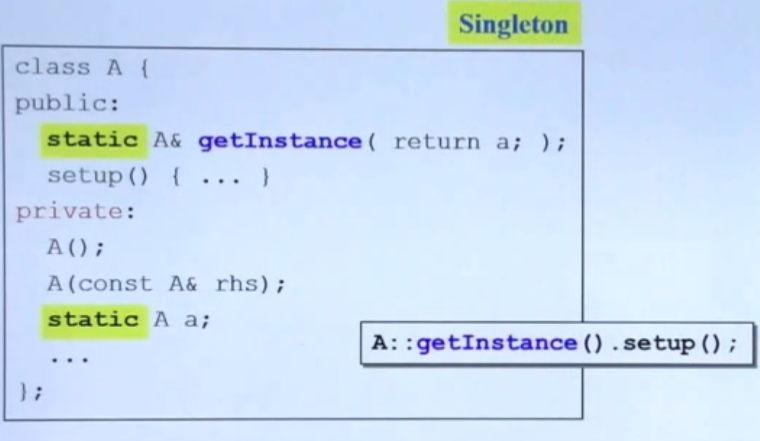 Singleton
class A {
public:
static A& getInstance( return a; );
setup() { ... }
private:
A();
A(const A& rhs);
static A a;
...
};
A::getInstance().setup();